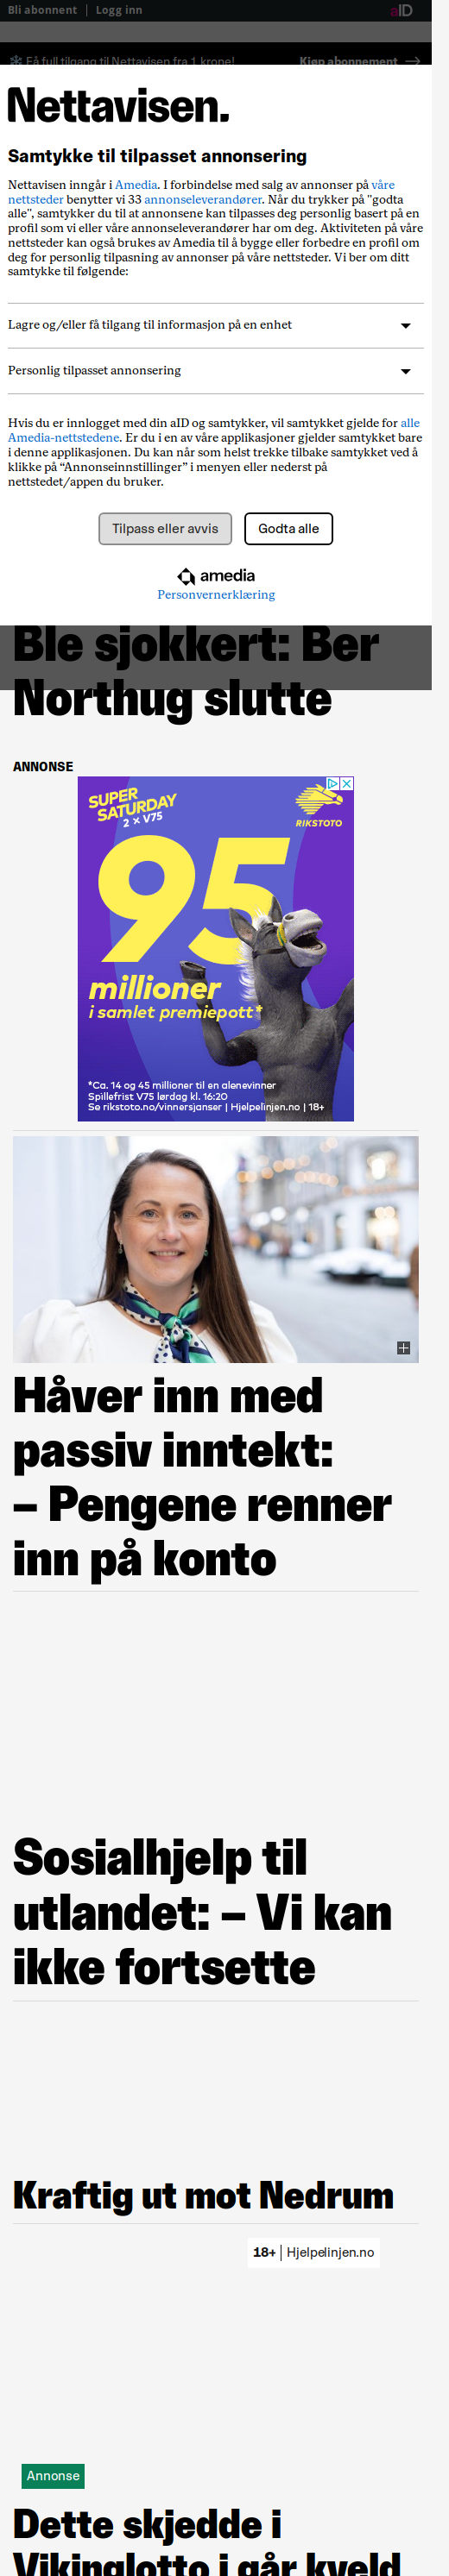 Bli abonnent | Logg inn
aID
Få full tilgang til Nettavisen fra 1 krone!
Kjøp abonnement →
Nettavisen.
Samtykke til tilpasset annonsering
Nettavisen inngår i Amedia. I forbindelse med salg av annonser på våre
nettsteder benytter vi 33 annonseleverandører. Når du trykker på "godta
alle", samtykker du til at annonsene kan tilpasses deg personlig basert på en
profil som vi eller våre annonseleverandører har om deg. Aktiviteten på våre
nettsteder kan også brukes av Amedia til å bygge eller forbedre en profil om
deg for personlig tilpasning av annonser på våre nettsteder. Vi ber om ditt
samtykke til følgende:
Lagre og/eller få tilgang til informasjon på en enhet
Personlig tilpasset annonsering
Hvis du er innlogget med din aID og samtykker, vil samtykket gjelde for alle
Amedia-nettstedene. Er du i en av våre applikasjoner gjelder samtykket bare
i denne applikasjonen. Du kan når som helst trekke tilbake samtykket ved å
klikke på “Annonseinnstillinger” i menyen eller nederst på
nettstedet/appen du bruker.
Tilpass eller avvis
Godta alle
amedia
Personvernerklæring
Ble sjokkert: Ber
Northug slutte
ANNONSE
SUPER
SATURDAY
2 x V75
RIKSTOTO
95
millioner
i samlet premiepott*
*Ca. 14 og 45 millioner til en alenevinner
Spillefrist V75 lørdag kl. 16:20
Se rikstoto.no/vinnersjanser | Hjelpelinjen.no | 18+
Håver inn med
passiv inntekt:
– Pengene renner
inn på konto
Sosialhjelp til
utlandet: – Vi kan
ikke fortsette
Kraftig ut mot Nedrum
18+ | Hjelpelinjen.no
Annonse
Dette skjedde i
Vikinglotto i går kveld